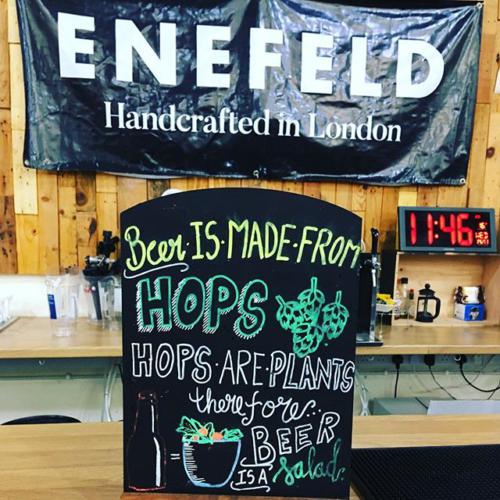 ENEFELD
Handcrafted in London
11:46
Beer·IS·MADE·FROM
HOPS
HOPS·ARE·PLANTS
therefore...
=
BEER
IS A salad.